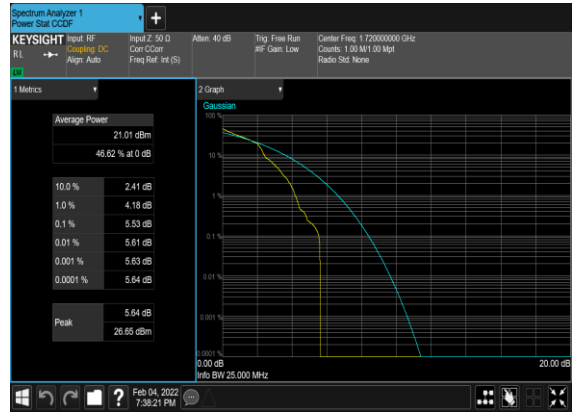 Spectrum Analyzer 1
Power Stat CCDF
KEYSIGHT
RL
Input: RF
Coupling: DC
Align: Auto
Input Z: 50 Ω
Corr CCorr
Freq Ref: Int (S)
Atten: 40 dB
Trig: Free Run
#IF Gain: Low
Center Freq: 1.720000000 GHz
Counts: 1.00 M/1.00 Mpt
Radio Std: None
LW
1 Metrics
Average Power
21.01 dBm
46.62 % at 0 dB
10.0 % 2.41 dB
1.0 % 4.18 dB
0.1 % 5.53 dB
0.01 % 5.61 dB
0.001 % 5.63 dB
0.0001 % 5.64 dB
Peak
5.64 dB
26.65 dBm
2 Graph
Gaussian
100 %
10 %
1 %
0.1 %
0.01 %
0.001 %
0.0001 %
0.00 dB
20.00 dB
Info BW 25.000 MHz
Feb 04, 2022
7:38:21 PM